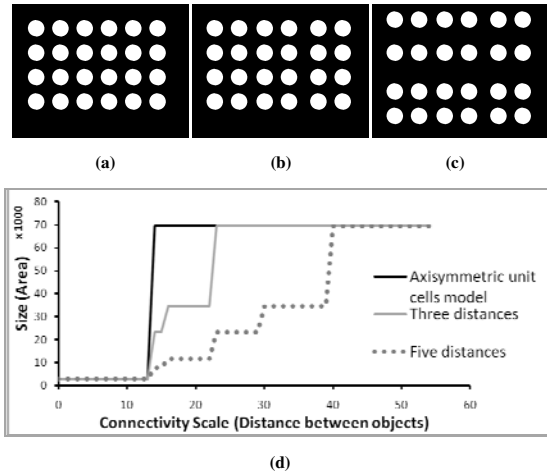 (a) (b) (c)
80
70
60
50
40
30
20
10
0
x 1000
Size (Area)
Axisymmetric unit
cells model
Three distances
Five distances
0 10 20 30 40 50 60
Connectivity Scale (Distance between objects)
(d)